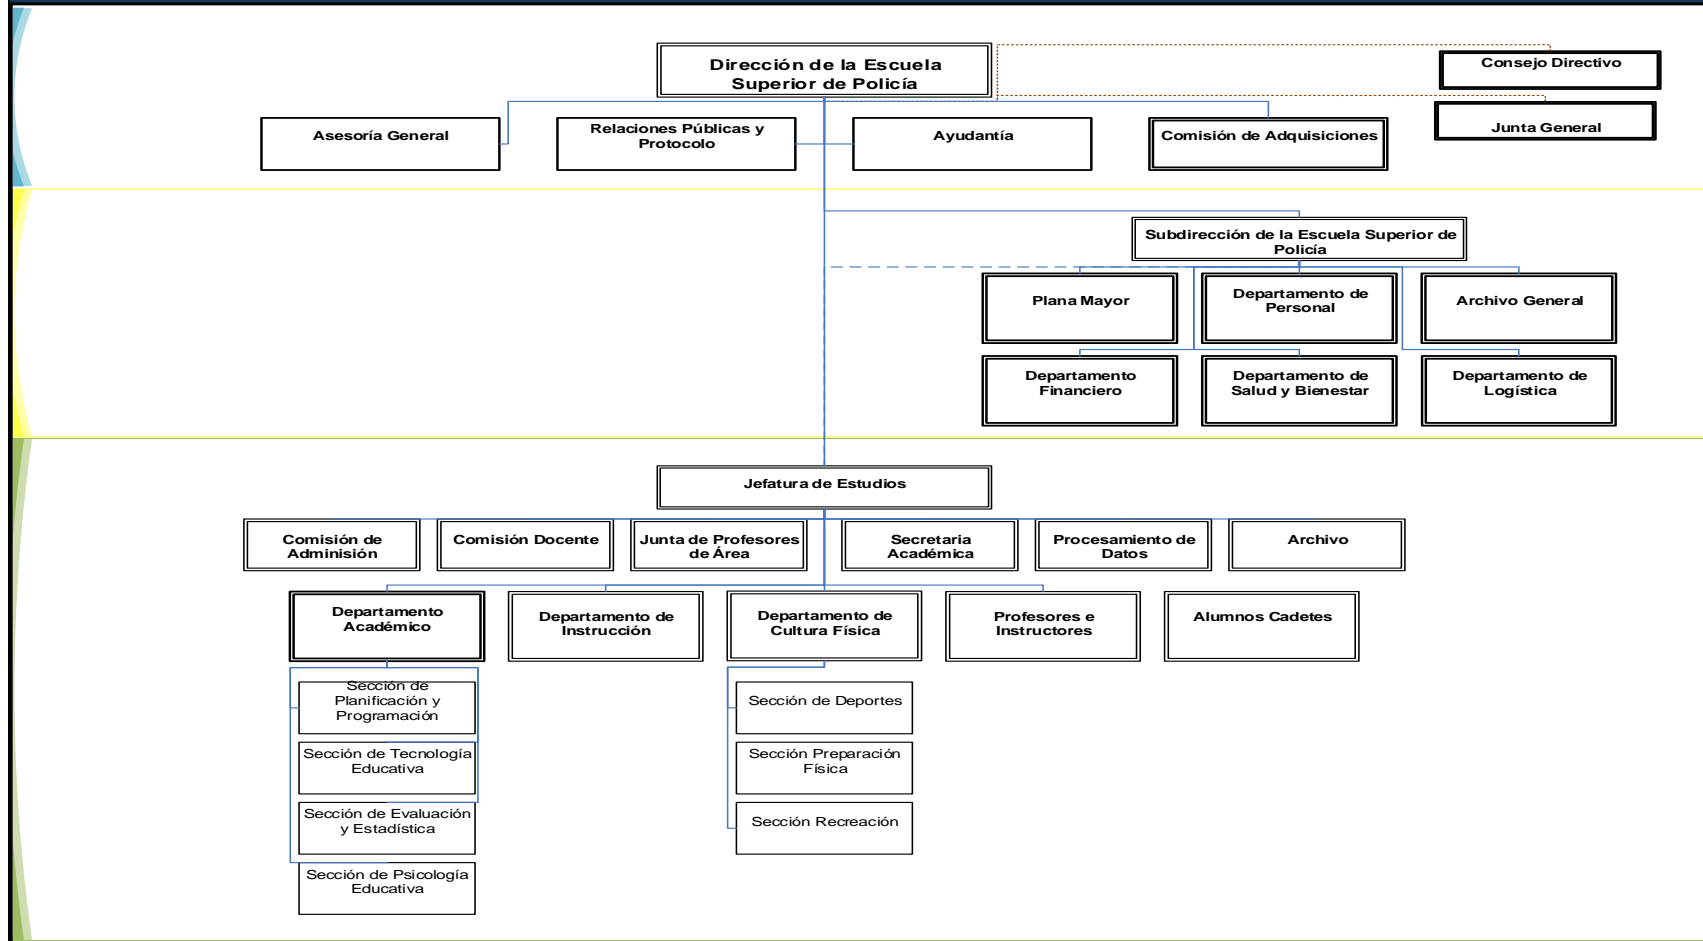 Dirección de la Escuela
Superior de Policía
Consejo Directivo
Junta General
Asesoría General
Relaciones Públicas y
Protocolo
Ayudantía
Comisión de Adquisiciones
Subdirección de la Escuela Superior de
Policía
Plana Mayor
Departamento de
Personal
Archivo General
Departamento
Financiero
Departamento de
Salud y Bienestar
Departamento de
Logística
Jefatura de Estudios
Comisión de
Adminisión
Comisión Docente
Junta de Profesores
de Área
Secretaria
Académica
Procesamiento de
Datos
Archivo
Departamento
Académico
Departamento de
Instrucción
Departamento de
Cultura Física
Profesores e
Instructores
Alumnos Cadetes
Sección de
Planificación y
Programación
Sección de Tecnología
Educativa
Sección de Evaluación
y Estadística
Sección de Psicología
Educativa
Sección de Deportes
Sección Preparación
Física
Sección Recreación